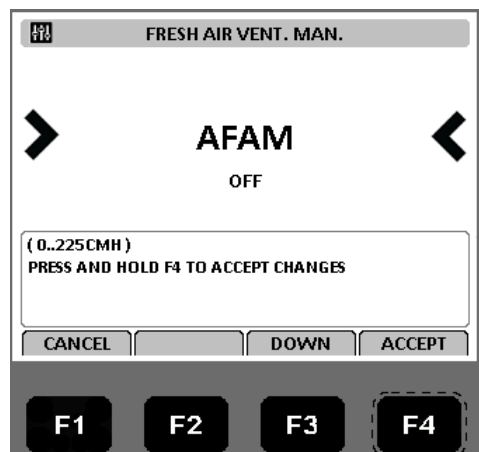 FRESH AIR VENT. MAN.
AFAM
OFF
( 0..225CMH )
PRESS AND HOLD F4 TO ACCEPT CHANGES
CANCEL DOWN ACCEPT
F1 F2 F3 F4